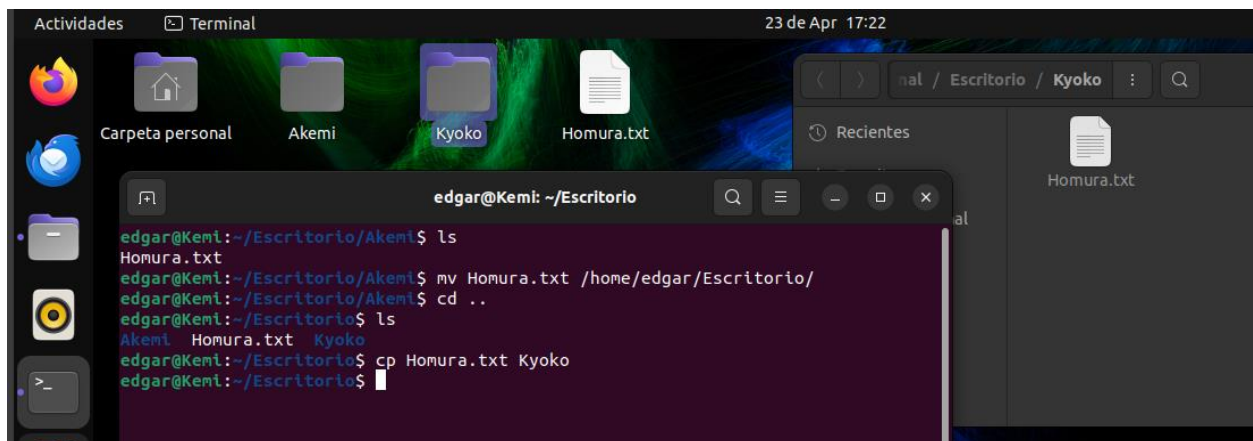 Actividades
Terminal
23 de Apr 17:22
Carpeta personal
Akemi
Kyoko
Homura.txt
/ Escritorio / Kyoko
Recientes
Homura.txt
edgar@Kemi: ~/Escritorio
edgar@Kemi:~/Escritorio/Akemi$ ls
Homura.txt
edgar@Kemi:~/Escritorio/Akemi$ mv Homura.txt /home/edgar/Escritorio/
edgar@Kemi:~/Escritorio/Akemi$ cd ..
edgar@Kemi:~/Escritorio$ ls
Akemi Homura.txt Kyoko
edgar@Kemi:~/Escritorio$ cp Homura.txt Kyoko
edgar@Kemi:~/Escritorio$